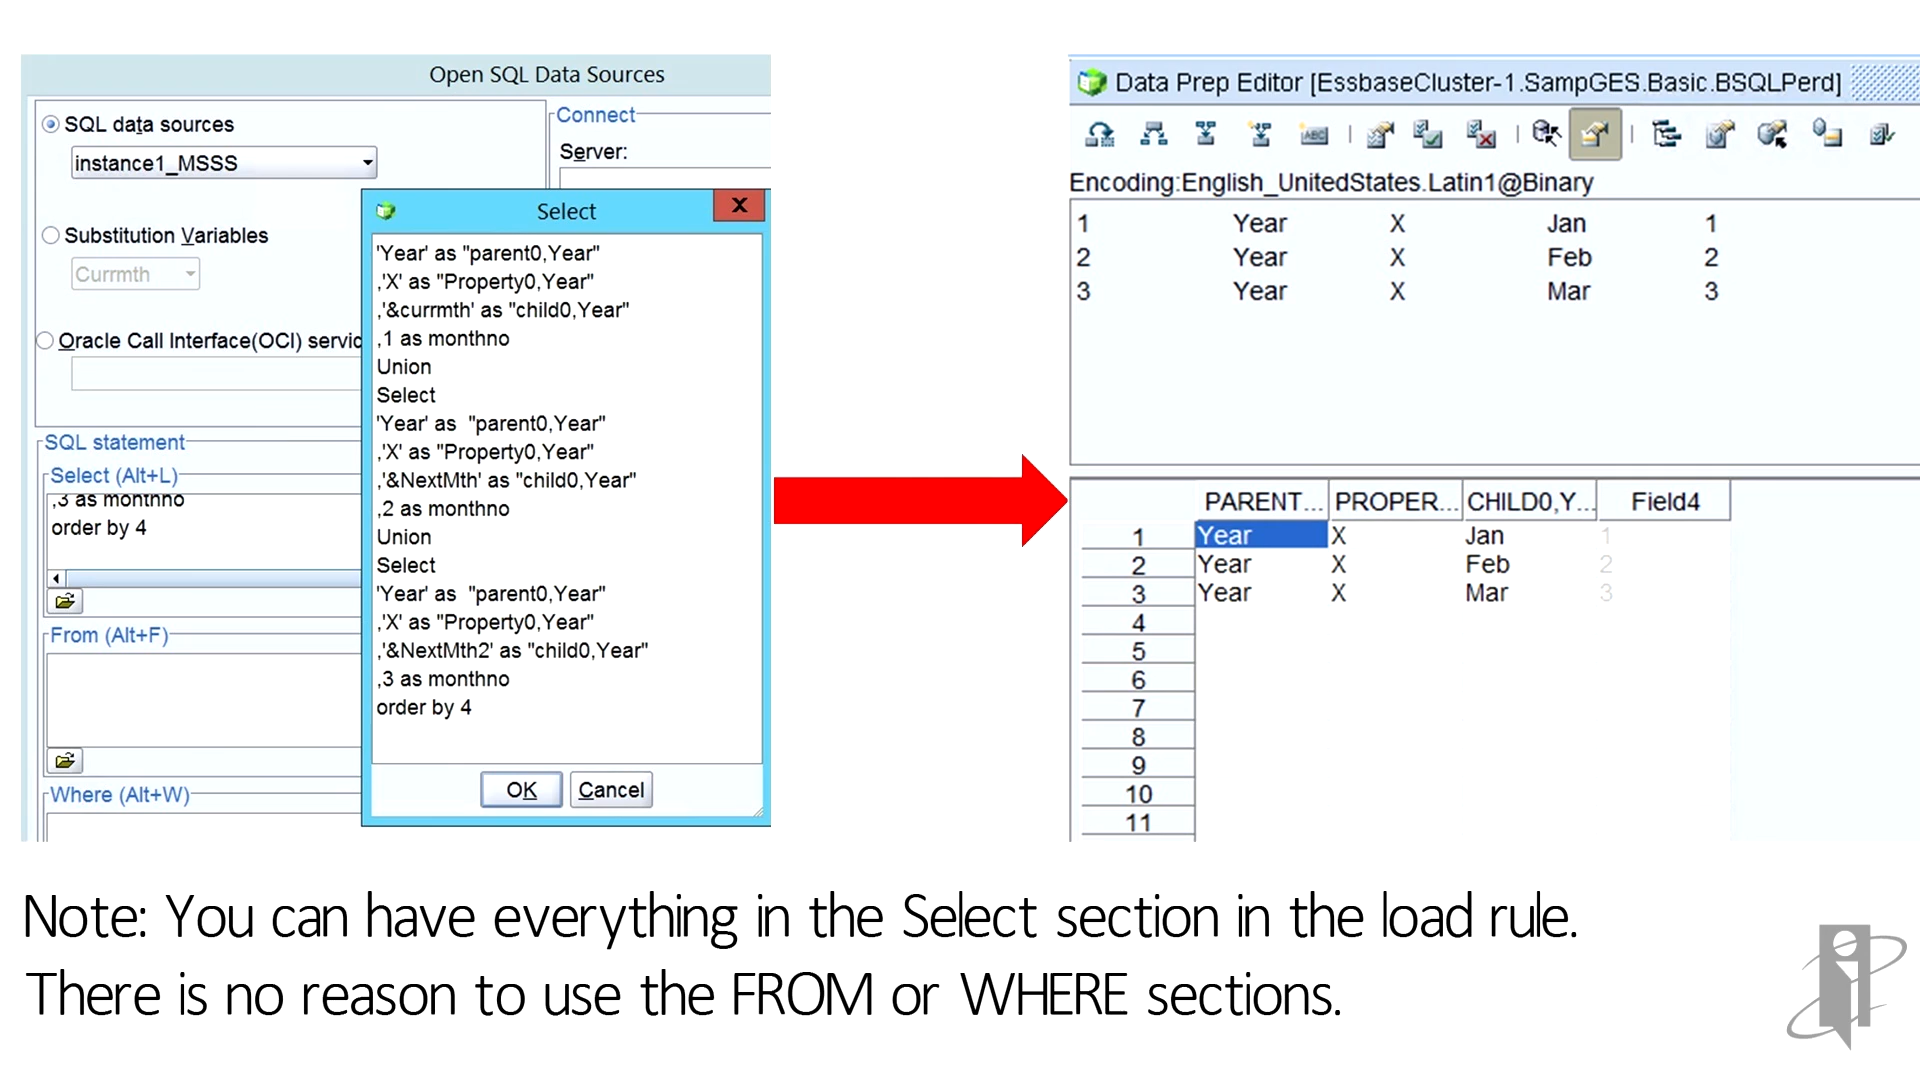 Open SQL Data Sources
SQL data sources
instance1_MSSS
Substitution Variables
Currmth
Oracle Call Interface(OCI) servic
SQL statement
Select (Alt+L)
,3 as monthno
order by 4
From (Alt+F)
Where (Alt+W)
Connect
Server:
Select
X
'Year' as "parent0,Year"
,'X' as "Property0,Year"
,'&currmth' as "child0,Year"
,1 as monthno
Union
Select
'Year' as  "parent0,Year"
,'X' as "Property0,Year"
,'&NextMth' as "child0,Year"
,2 as monthno
Union
Select
'Year' as  "parent0,Year"
,'X' as "Property0,Year"
,'&NextMth2' as "child0,Year"
,3 as monthno
order by 4
OK Cancel
Data Prep Editor [EssbaseCluster-1.SampGES.Basic.BSQLPerd]
ABC
Encoding:English_UnitedStates.Latin1@Binary
1 Year X Jan 1
2 Year X Feb 2
3 Year X Mar 3
PARENT... PROPER... CHILD0,Y... Field4
1 Year X Jan 1
2 Year X Feb 2
3 Year X Mar 3
4
5
6
7
8
9
10
11
Note: You can have everything in the Select section in the load rule.
There is no reason to use the FROM or WHERE sections.